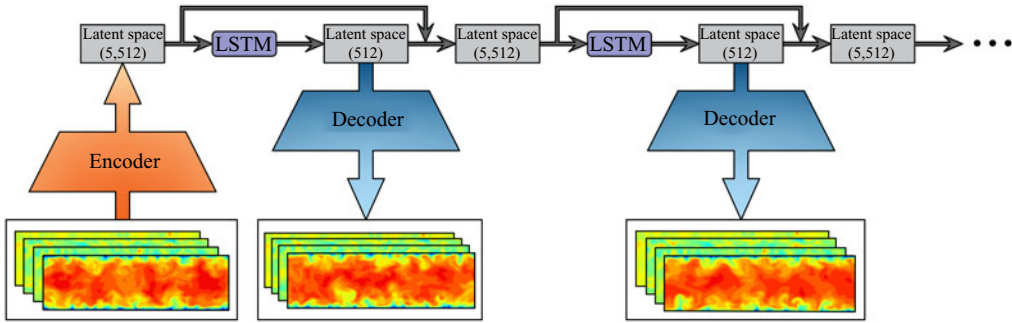 Latent space
(5,512)
LSTM
Latent space
(512)
Latent space
(5,512)
LSTM
Latent space
(512)
Latent space
(5,512)
Encoder
Decoder
Decoder